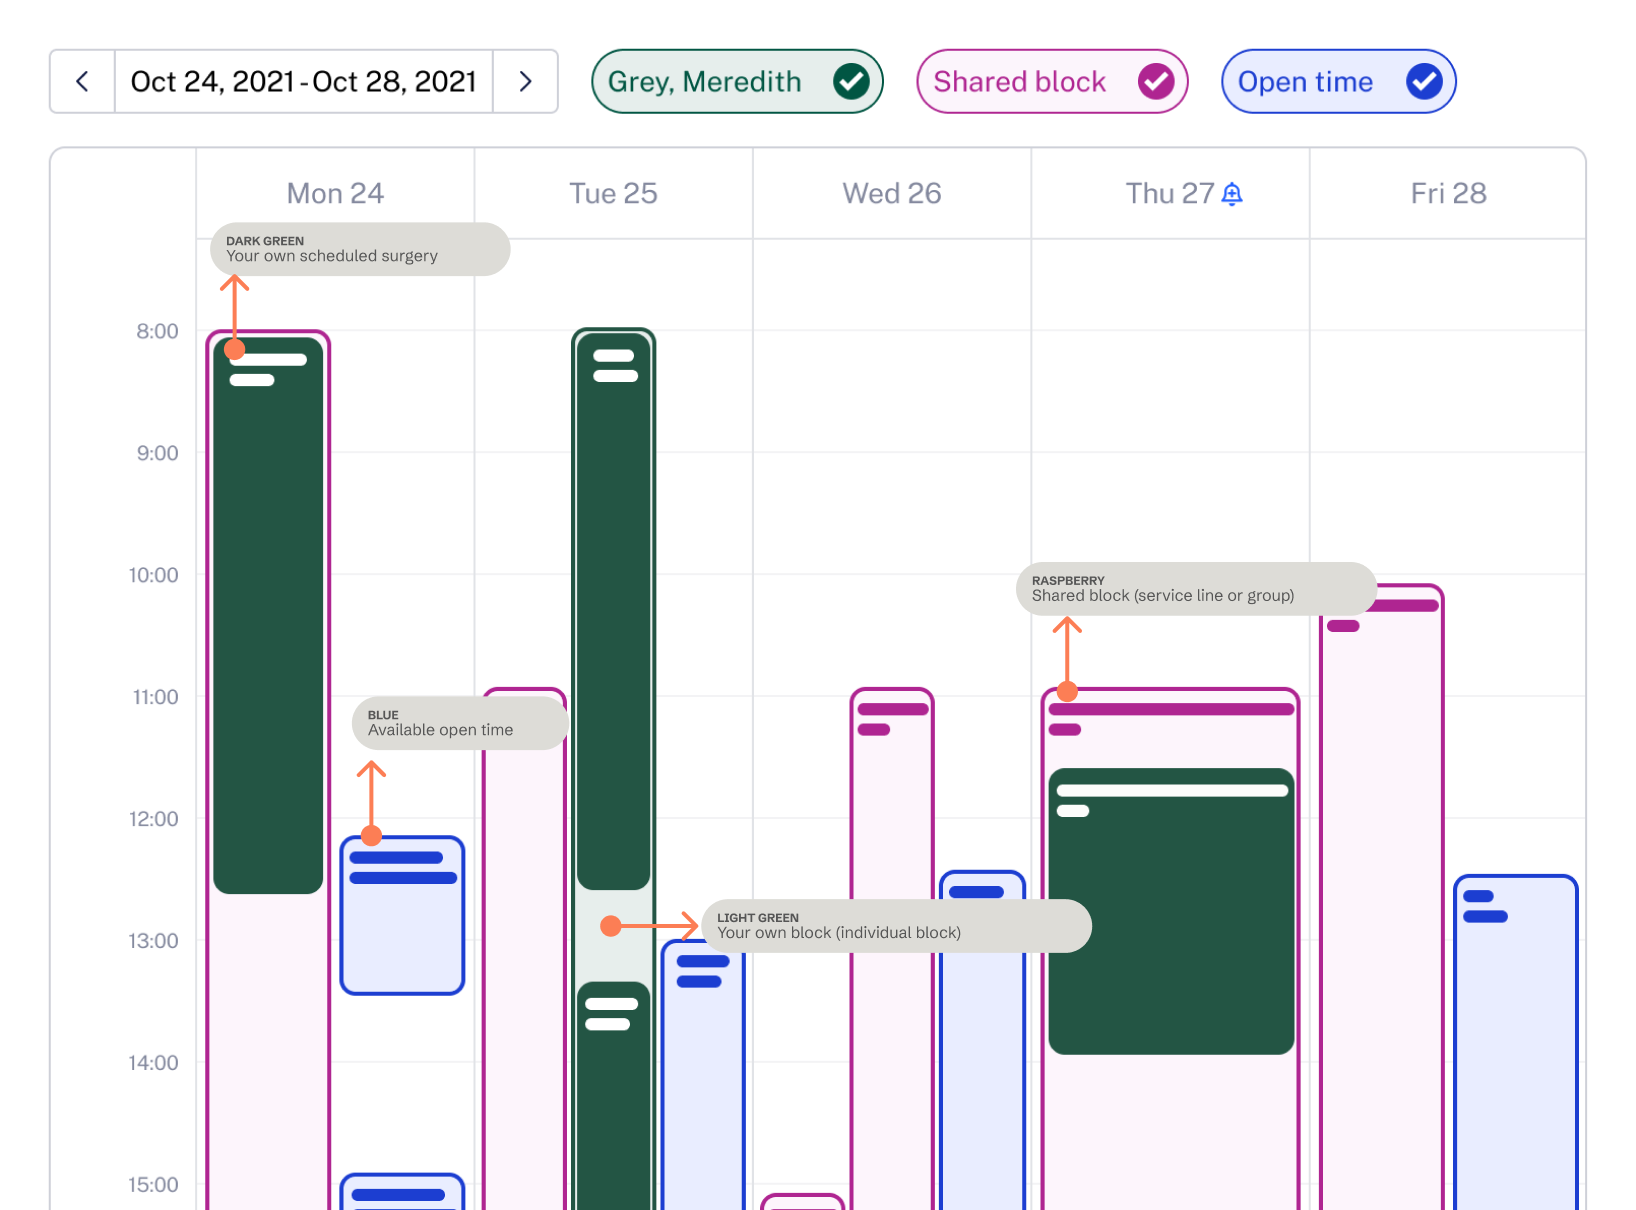 Oct 24, 2021 - Oct 28, 2021
Grey, Meredith
Shared block
Open time
Mon 24
Tue 25
Wed 26
Thu 27
Fri 28
DARK GREEN
Your own scheduled surgery
8:00
9:00
10:00
RASPBERRY
Shared block (service line or group)
11:00
BLUE
Available open time
12:00
LIGHT GREEN
Your own block (individual block)
13:00
14:00
15:00